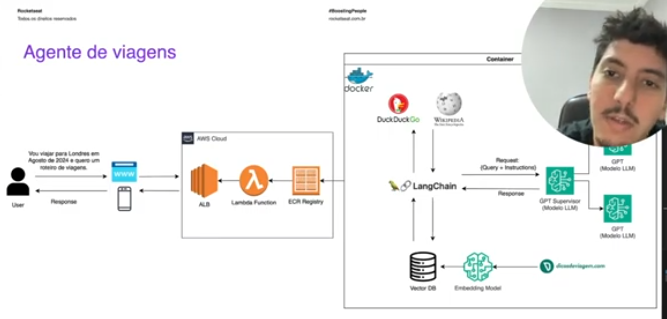 Rocketseat
Todos os direitos reservados
#BoostingPeople
rocketseat.com.br
Agente de viagens
Container
docker
DuckDuckGo
WIKIPEDIA
Vou viajar para Londres em
Agosto de 2024 e quero um
roteiro de viagens.
AWS Cloud
WWW
User
Response
ALB
Lambda Function
ECR Registry
LangChain
Request:
(Query + Instructions)
Response
GPT Supervisor
(Modelo LLM)
GPT
(Modelo LLM)
GPT
(Modelo LLM)
Vector DB
Embedding Model
dicasdeviagem.com